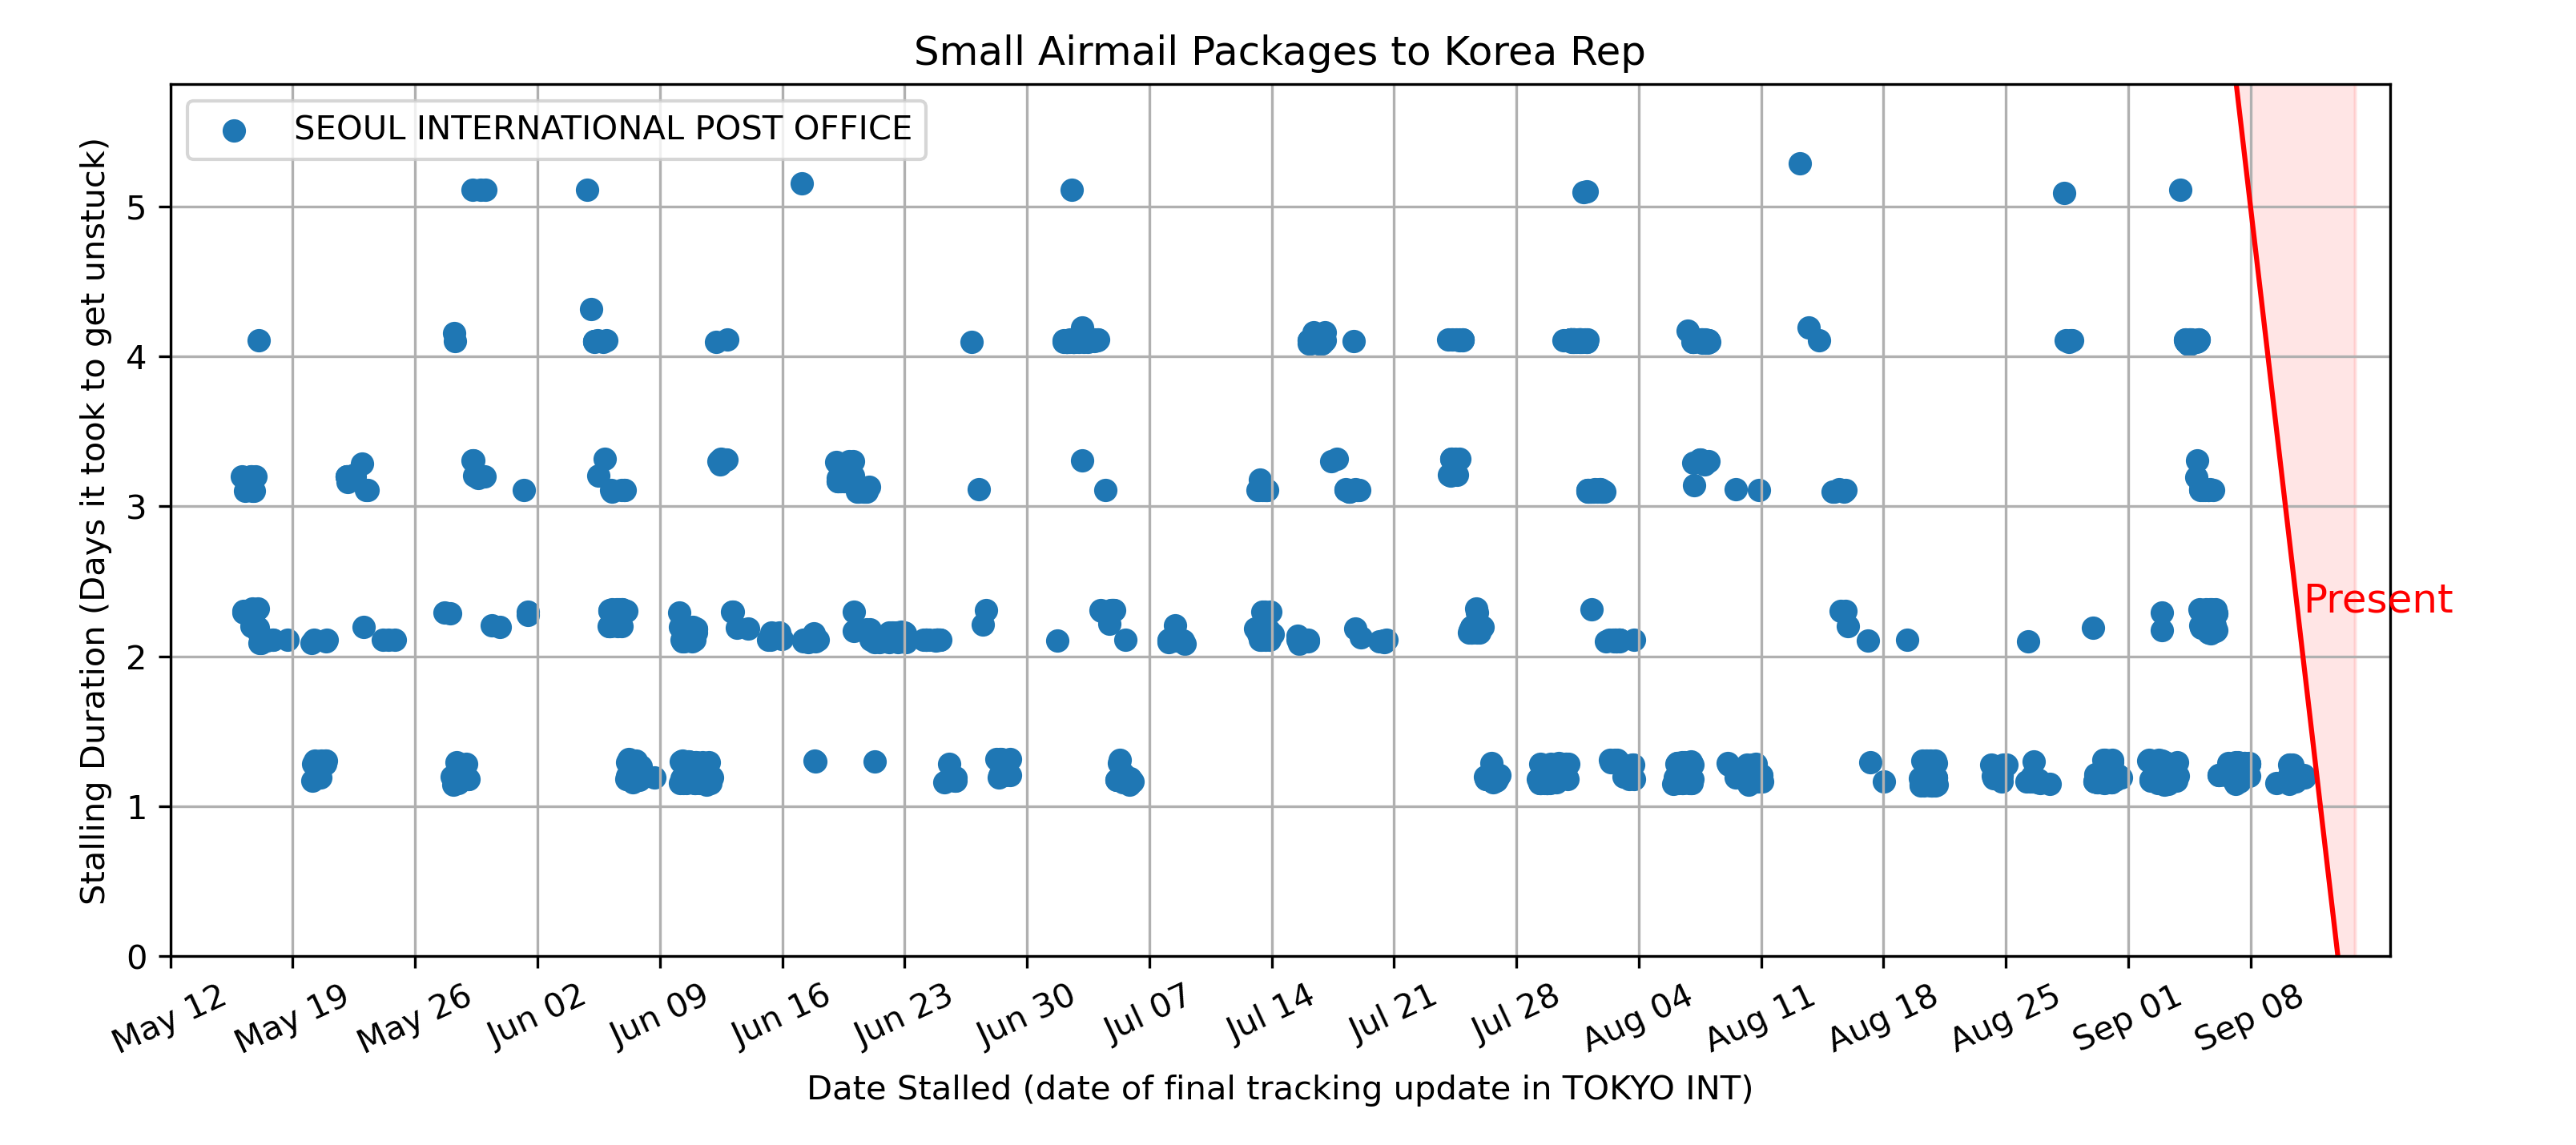 Small Airmail Packages to Korea Rep
SEOUL INTERNATIONAL POST OFFICE
Stalling Duration (Days it took to get unstuck)
5
4
3
2
1
0
Present
May 12
May 19
May 26
Jun 02
Jun 09
Jun 16
Jun 23
Jun 30
Jul 07
Jul 14
Jul 21
Jul 28
Aug 04
Aug 11
Aug 18
Aug 25
Sep 01
Sep 08
Date Stalled (date of final tracking update in TOKYO INT)